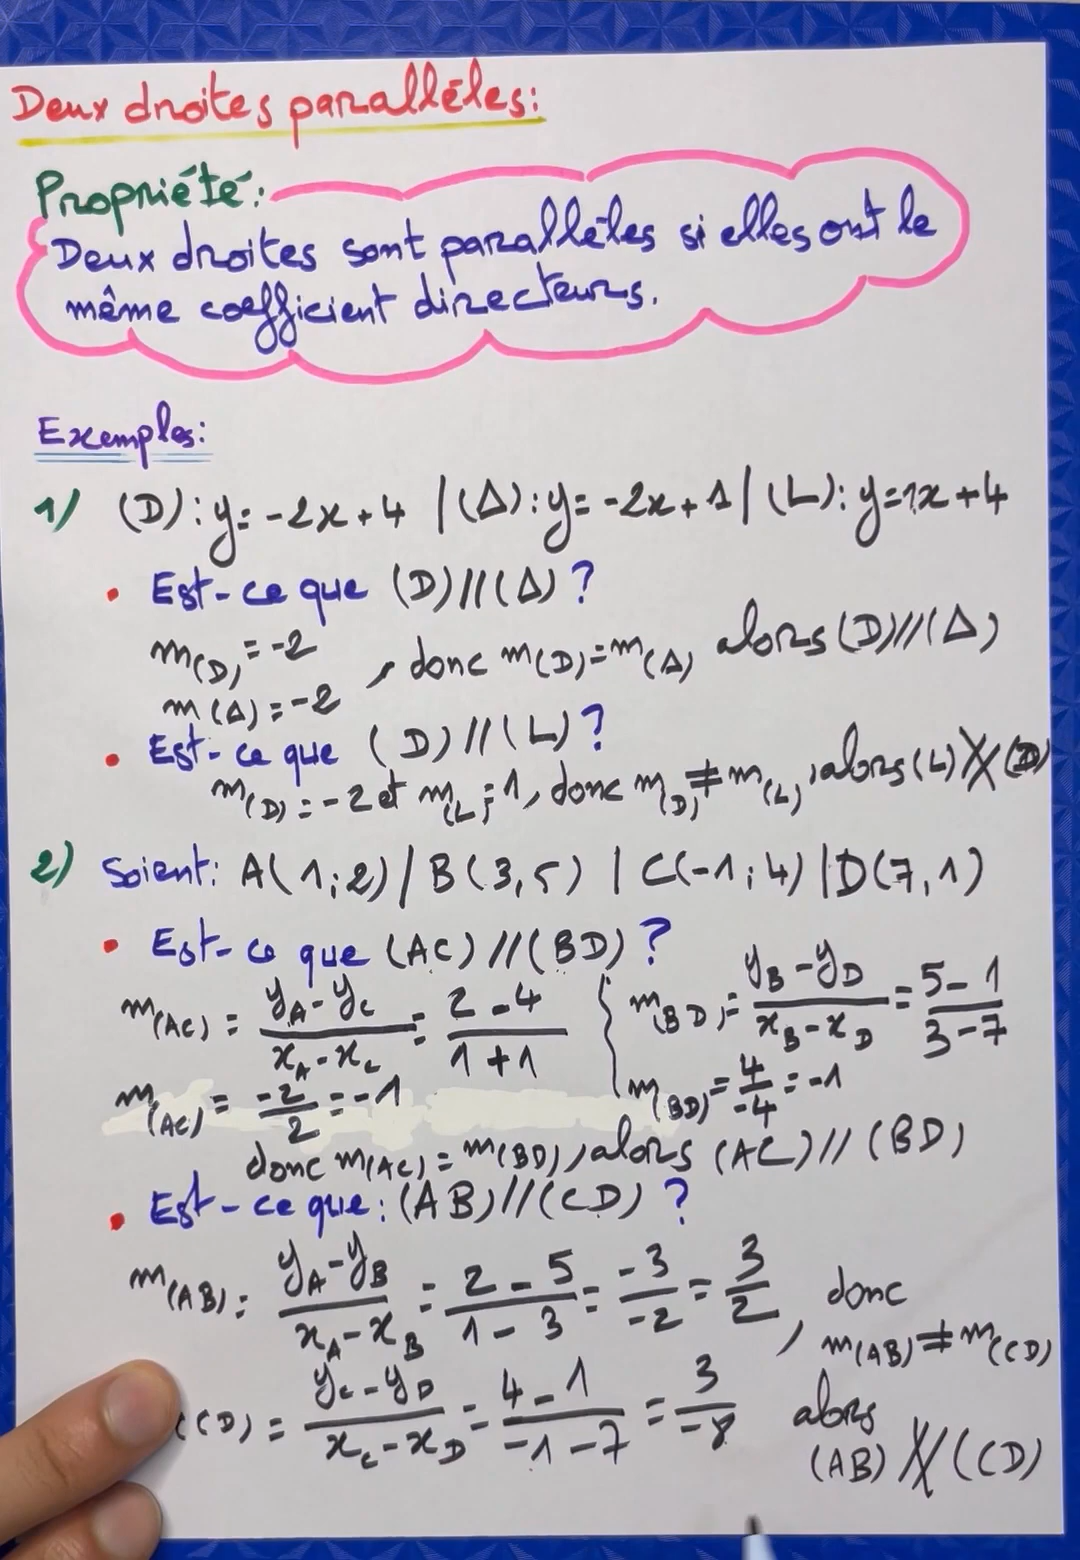 Deux droites parallèles:
Propriété:
Deux droites sont parallèles si elles ont le
même coefficient directeurs.
Exemples:
1/ (D): y= -2x+4 | (Δ): y= -2x+1 | (L): y=1x+4
• Est-ce que (D)//(Δ)?
m(D) = -2
m(Δ) = -2 , donc m(D)=m(Δ) alors (D)//(Δ)
• Est-ce que (D)//(L)?
m(D) = -2 et m(L) = 1, donc m(D) ≠ m(L), alors (L) ∦ (D)
2) Soient: A(1;2) / B(3,5) | C(-1;4) | D(7,1)
• Est-ce que (AC)//(BD)?
m(AC) = (yA - yC)/(xA - xC) = (2-4)/(1+1)
m(AC) = -2/2 = -1
m(BD) = (yB - yD)/(xB - xD) = (5-1)/(3-7)
m(BD) = 4/-4 = -1
donc m(AC) = m(BD), alors (AC)//(BD)
• Est-ce que: (AB)//(CD)?
m(AB) = (yA - yB)/(xA - xB) = (2-5)/(1-3) = -3/-2 = 3/2 , donc
m(AB) ≠ m(CD)
(CD) = (yC - yD)/(xC - xD) = (4-1)/(-1-7) = 3/-8 alors
(AB) ∦ (CD)